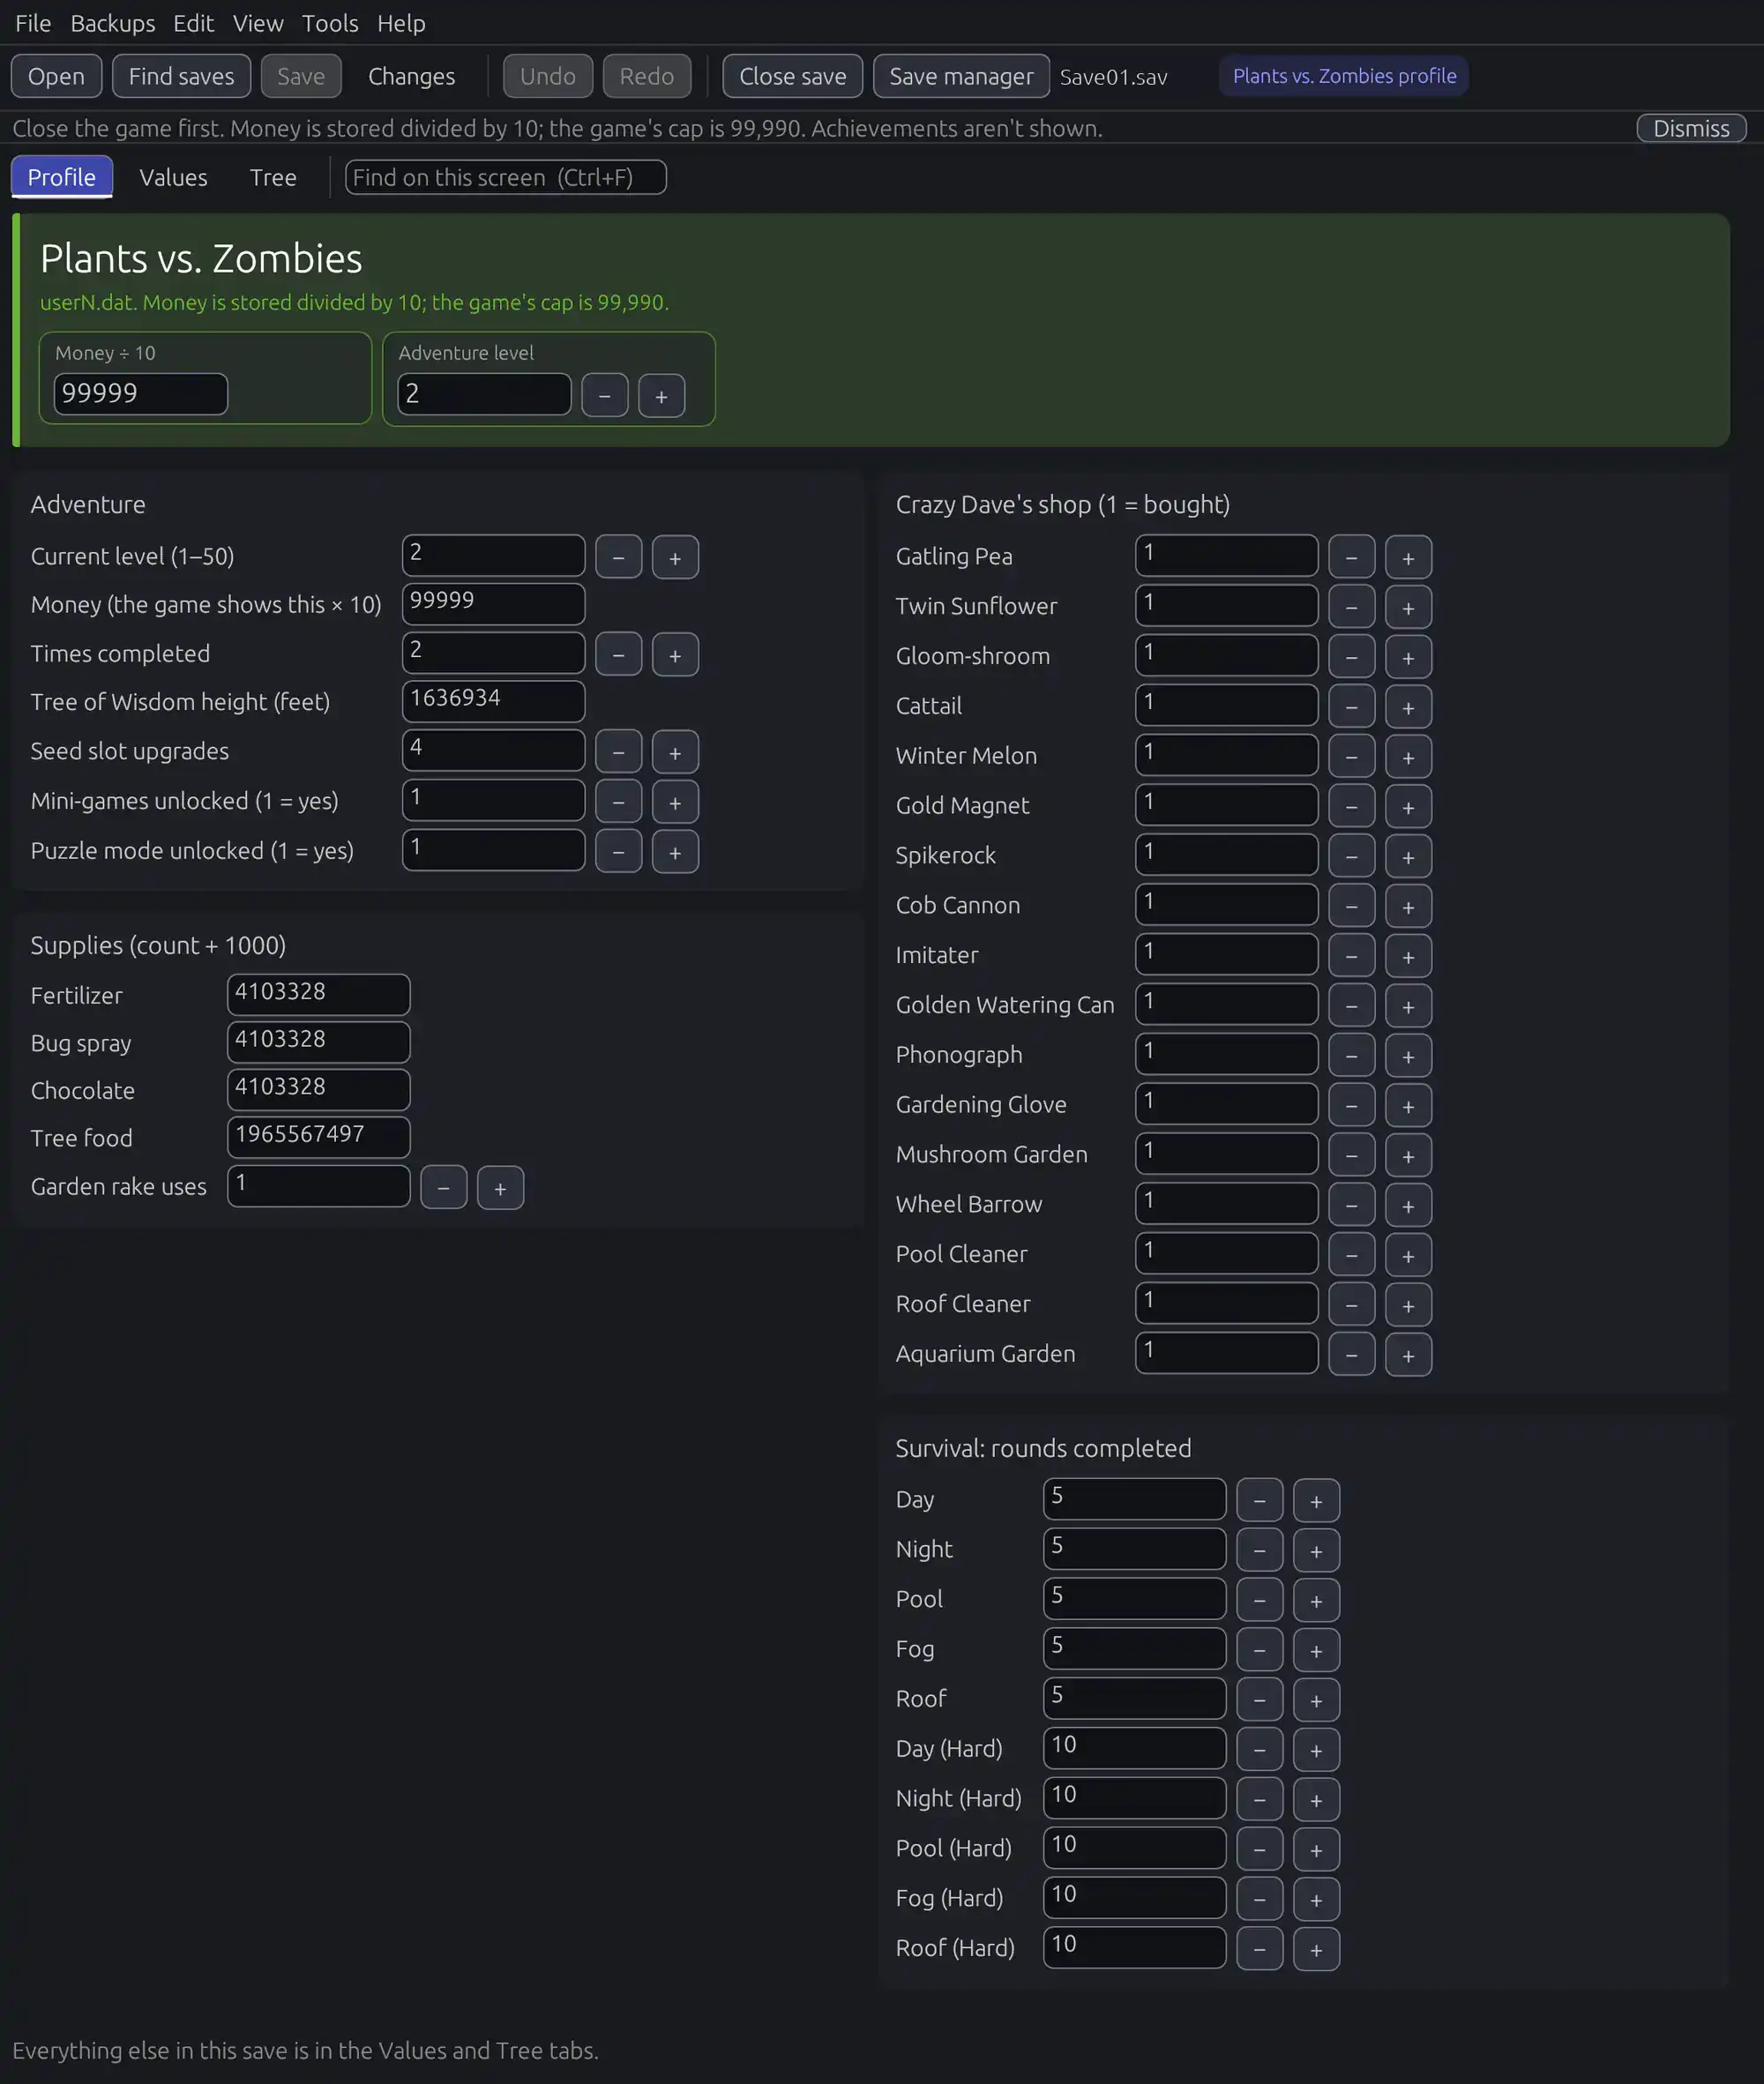 File Backups Edit View Tools Help
Open Find saves Save Changes Undo Redo Close save Save manager Save01.sav Plants vs. Zombies profile
Close the game first. Money is stored divided by 10; the game's cap is 99,990. Achievements aren't shown. Dismiss
Profile Values Tree Find on this screen (Ctrl+F)
Plants vs. Zombies
userN.dat. Money is stored divided by 10; the game's cap is 99,990.
Money ÷ 10
99999
Adventure level
2 − +
Adventure
Current level (1–50) 2 − +
Money (the game shows this × 10) 99999
Times completed 2 − +
Tree of Wisdom height (feet) 1636934
Seed slot upgrades 4 − +
Mini-games unlocked (1 = yes) 1 − +
Puzzle mode unlocked (1 = yes) 1 − +
Supplies (count + 1000)
Fertilizer 4103328
Bug spray 4103328
Chocolate 4103328
Tree food 1965567497
Garden rake uses 1 − +
Crazy Dave's shop (1 = bought)
Gatling Pea 1 − +
Twin Sunflower 1 − +
Gloom-shroom 1 − +
Cattail 1 − +
Winter Melon 1 − +
Gold Magnet 1 − +
Spikerock 1 − +
Cob Cannon 1 − +
Imitater 1 − +
Golden Watering Can 1 − +
Phonograph 1 − +
Gardening Glove 1 − +
Mushroom Garden 1 − +
Wheel Barrow 1 − +
Pool Cleaner 1 − +
Roof Cleaner 1 − +
Aquarium Garden 1 − +
Survival: rounds completed
Day 5 − +
Night 5 − +
Pool 5 − +
Fog 5 − +
Roof 5 − +
Day (Hard) 10 − +
Night (Hard) 10 − +
Pool (Hard) 10 − +
Fog (Hard) 10 − +
Roof (Hard) 10 − +
Everything else in this save is in the Values and Tree tabs.